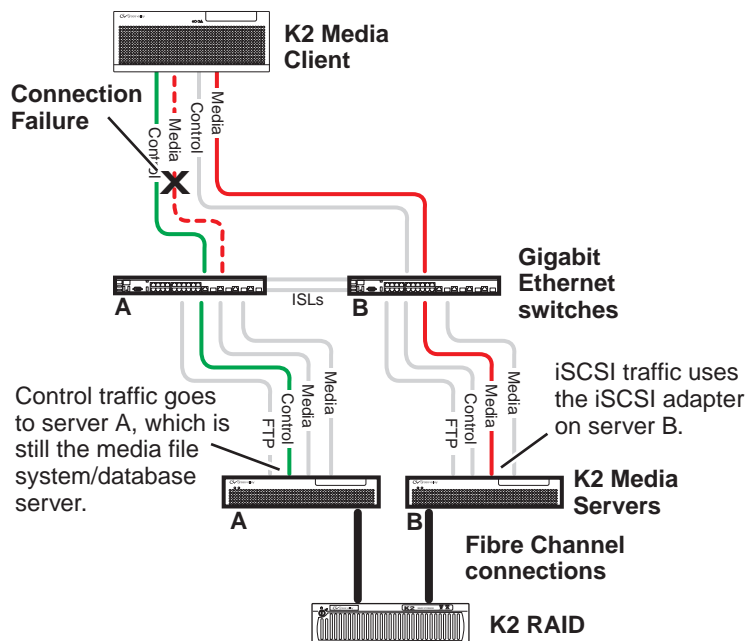 K2 Media
Client
Connection
Failure
Control
Media
Control
Media
Gigabit
Ethernet
switches
A
ISLs
B
Control traffic goes
to server A, which is
still the media file
system/database
server.
FTP
Control
Media
Media
FTP
Control
Media
Media
iSCSI traffic uses
the iSCSI adapter
on server B.
A
B
K2 Media
Servers
Fibre Channel
connections
K2
K2 RAID